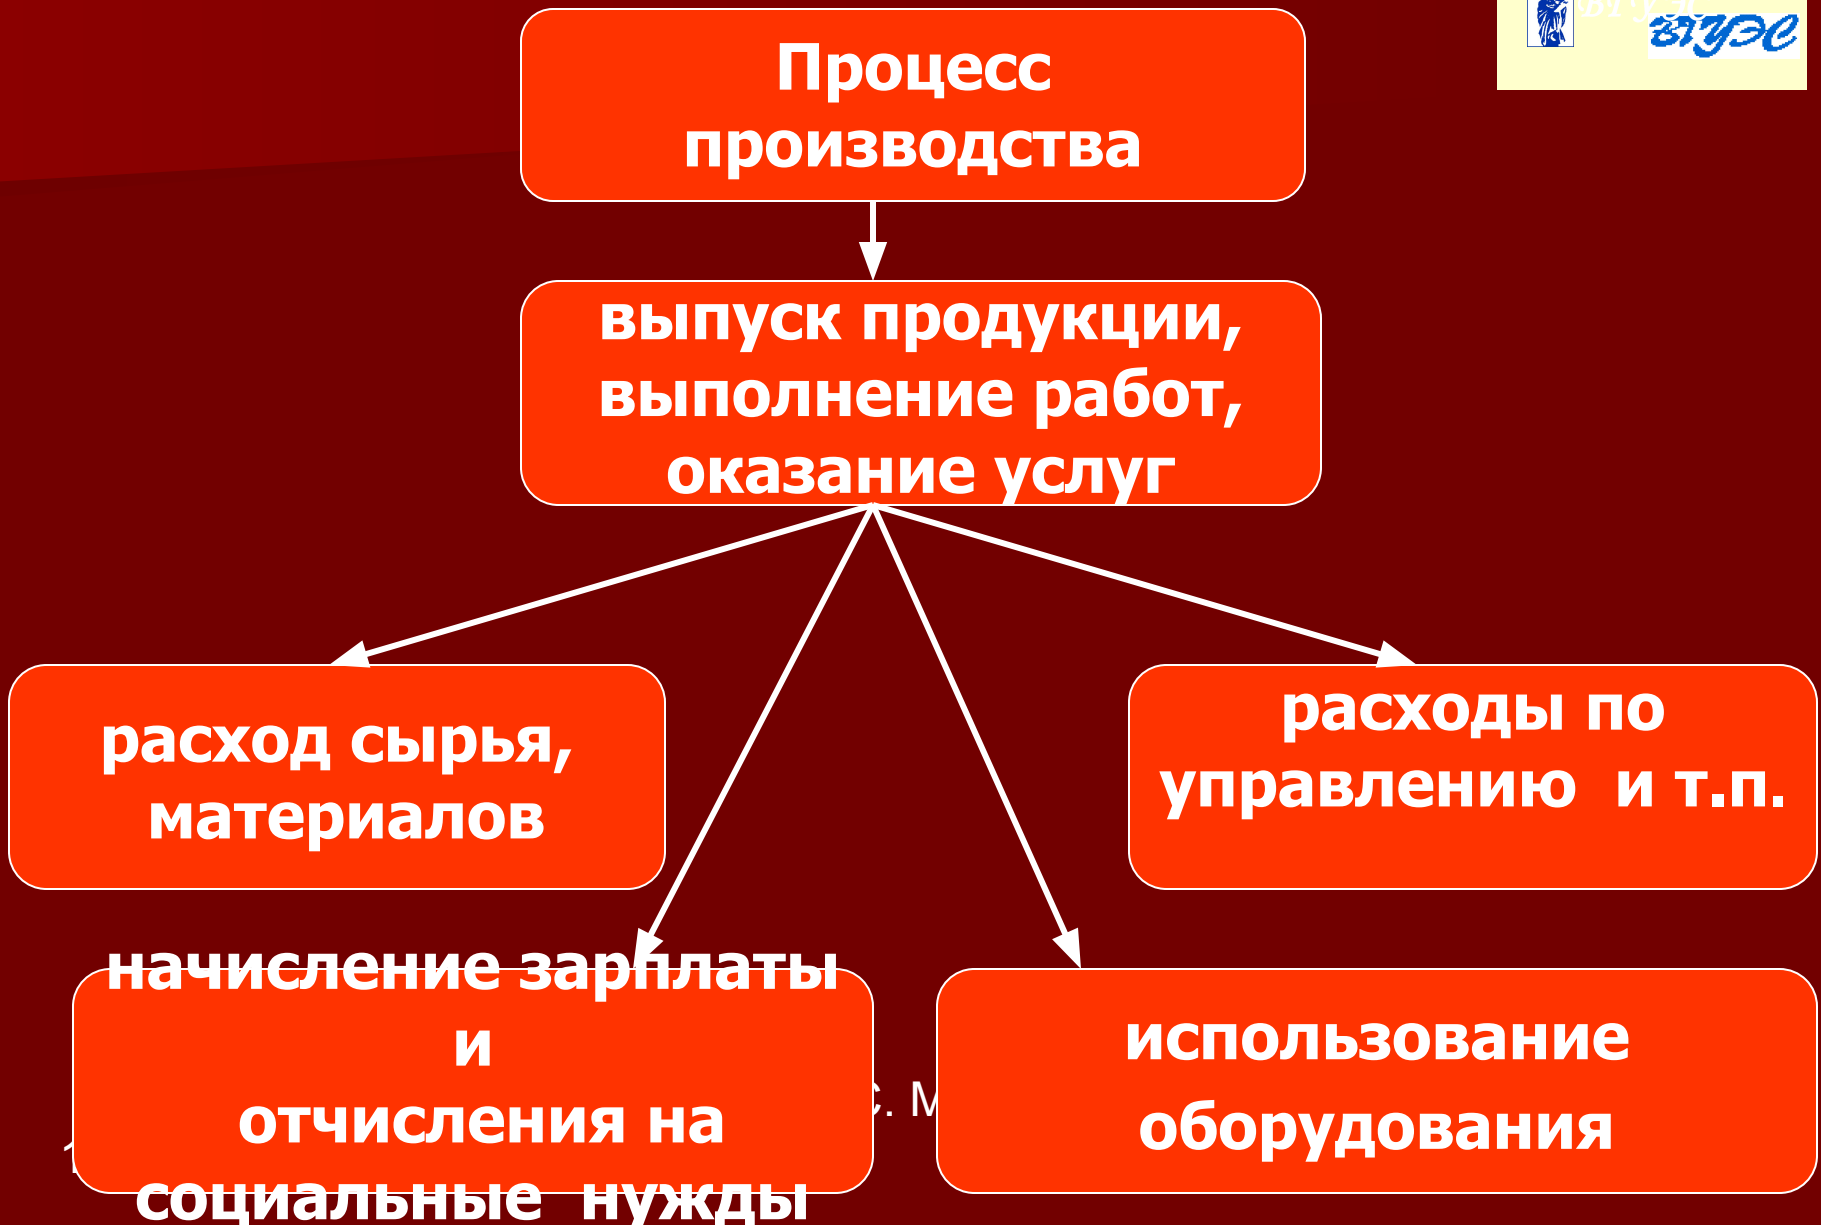 ВГУЭС
Процесс
производства
выпуск продукции,
выполнение работ,
оказание услуг
расход сырья,
материалов
расходы по
управлению и т.п.
начисление зарплаты
и
отчисления на
социальные нужды
использование
оборудования